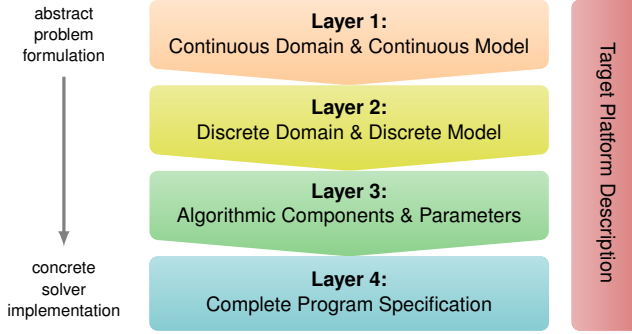 abstract
problem
formulation
Layer 1:
Continuous Domain & Continuous Model
Layer 2:
Discrete Domain & Discrete Model
Layer 3:
Algorithmic Components & Parameters
concrete
solver
implementation
Layer 4:
Complete Program Specification
Target Platform Description